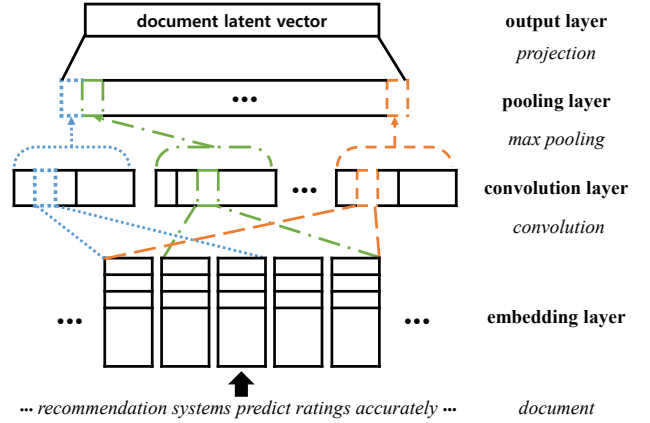 document latent vector
output layer
projection
•••
pooling layer
max pooling
•••
convolution layer
convolution
•••
•••
embedding layer
••• recommendation systems predict ratings accurately •••
document